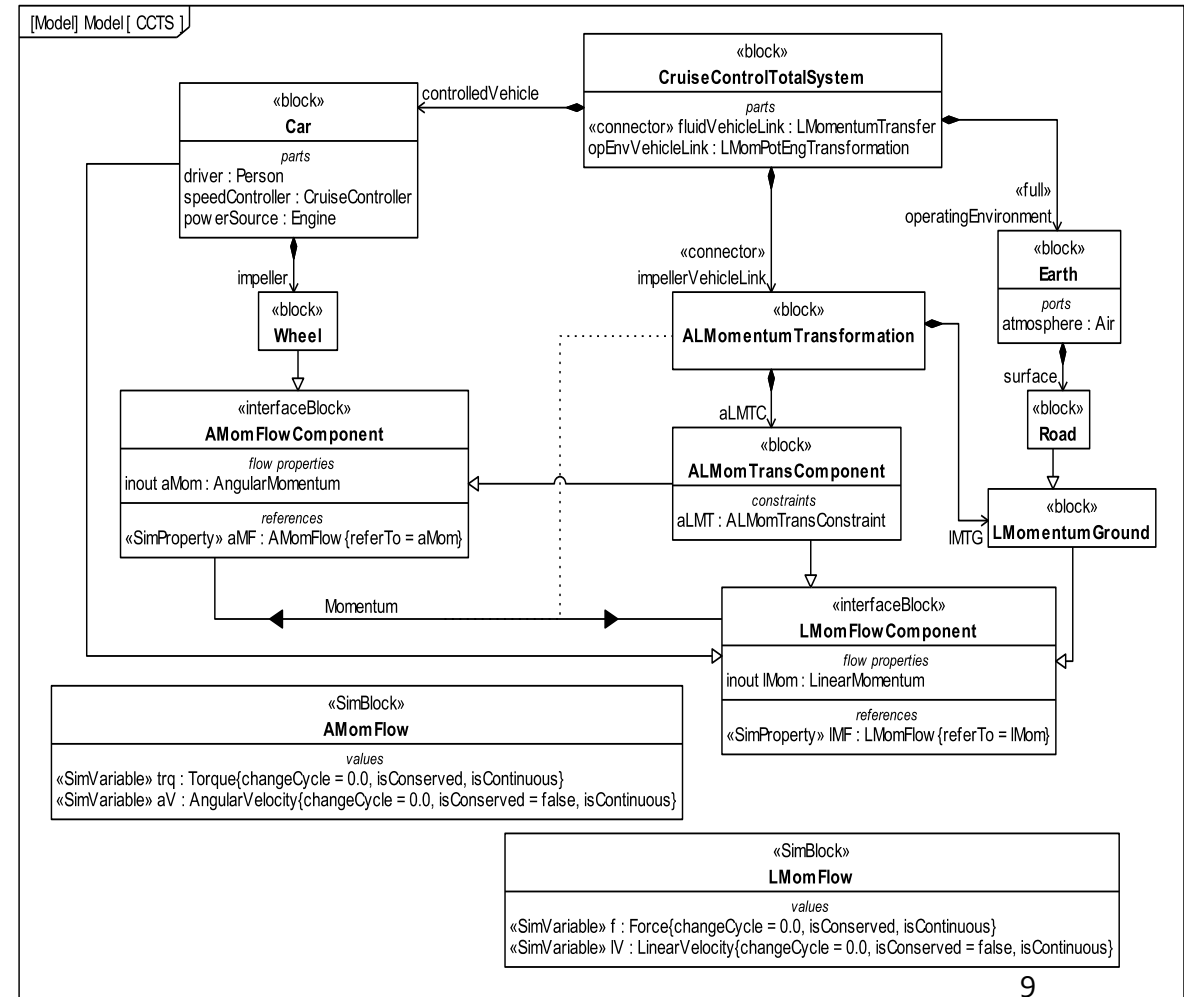 [Model] Model [ CCTS ]
«block»
CruiseControlTotalSystem
parts
«connector» fluidVehicleLink : LMomentumTransfer
opEnvVehicleLink : LMomPotEngTransformation
controlledVehicle
«block»
Car
parts
driver : Person
speedController : CruiseController
powerSource : Engine
«full»
operatingEnvironment
«connector»
impellerVehicleLink
impeller
«block»
Earth
ports
atmosphere : Air
«block»
Wheel
«block»
ALMomentumTransformation
surface
«block»
Road
aLMTC
«interfaceBlock»
AMomFlowComponent
flow properties
inout aMom : AngularMomentum
references
«SimProperty» aMF : AMomFlow {referTo = aMom}
«block»
ALMomTransComponent
constraints
aLMT : ALMomTransConstraint
«block»
LMomentumGround
lMTG
Momentum
«interfaceBlock»
LMomFlowComponent
flow properties
inout lMom : LinearMomentum
references
«SimProperty» lMF : LMomFlow {referTo = lMom}
«SimBlock»
AMomFlow
values
«SimVariable» trq : Torque{changeCycle = 0.0, isConserved, isContinuous}
«SimVariable» aV : AngularVelocity{changeCycle = 0.0, isConserved = false, isContinuous}
«SimBlock»
LMomFlow
values
«SimVariable» f : Force{changeCycle = 0.0, isConserved, isContinuous}
«SimVariable» lV : LinearVelocity{changeCycle = 0.0, isConserved = false, isContinuous}
9